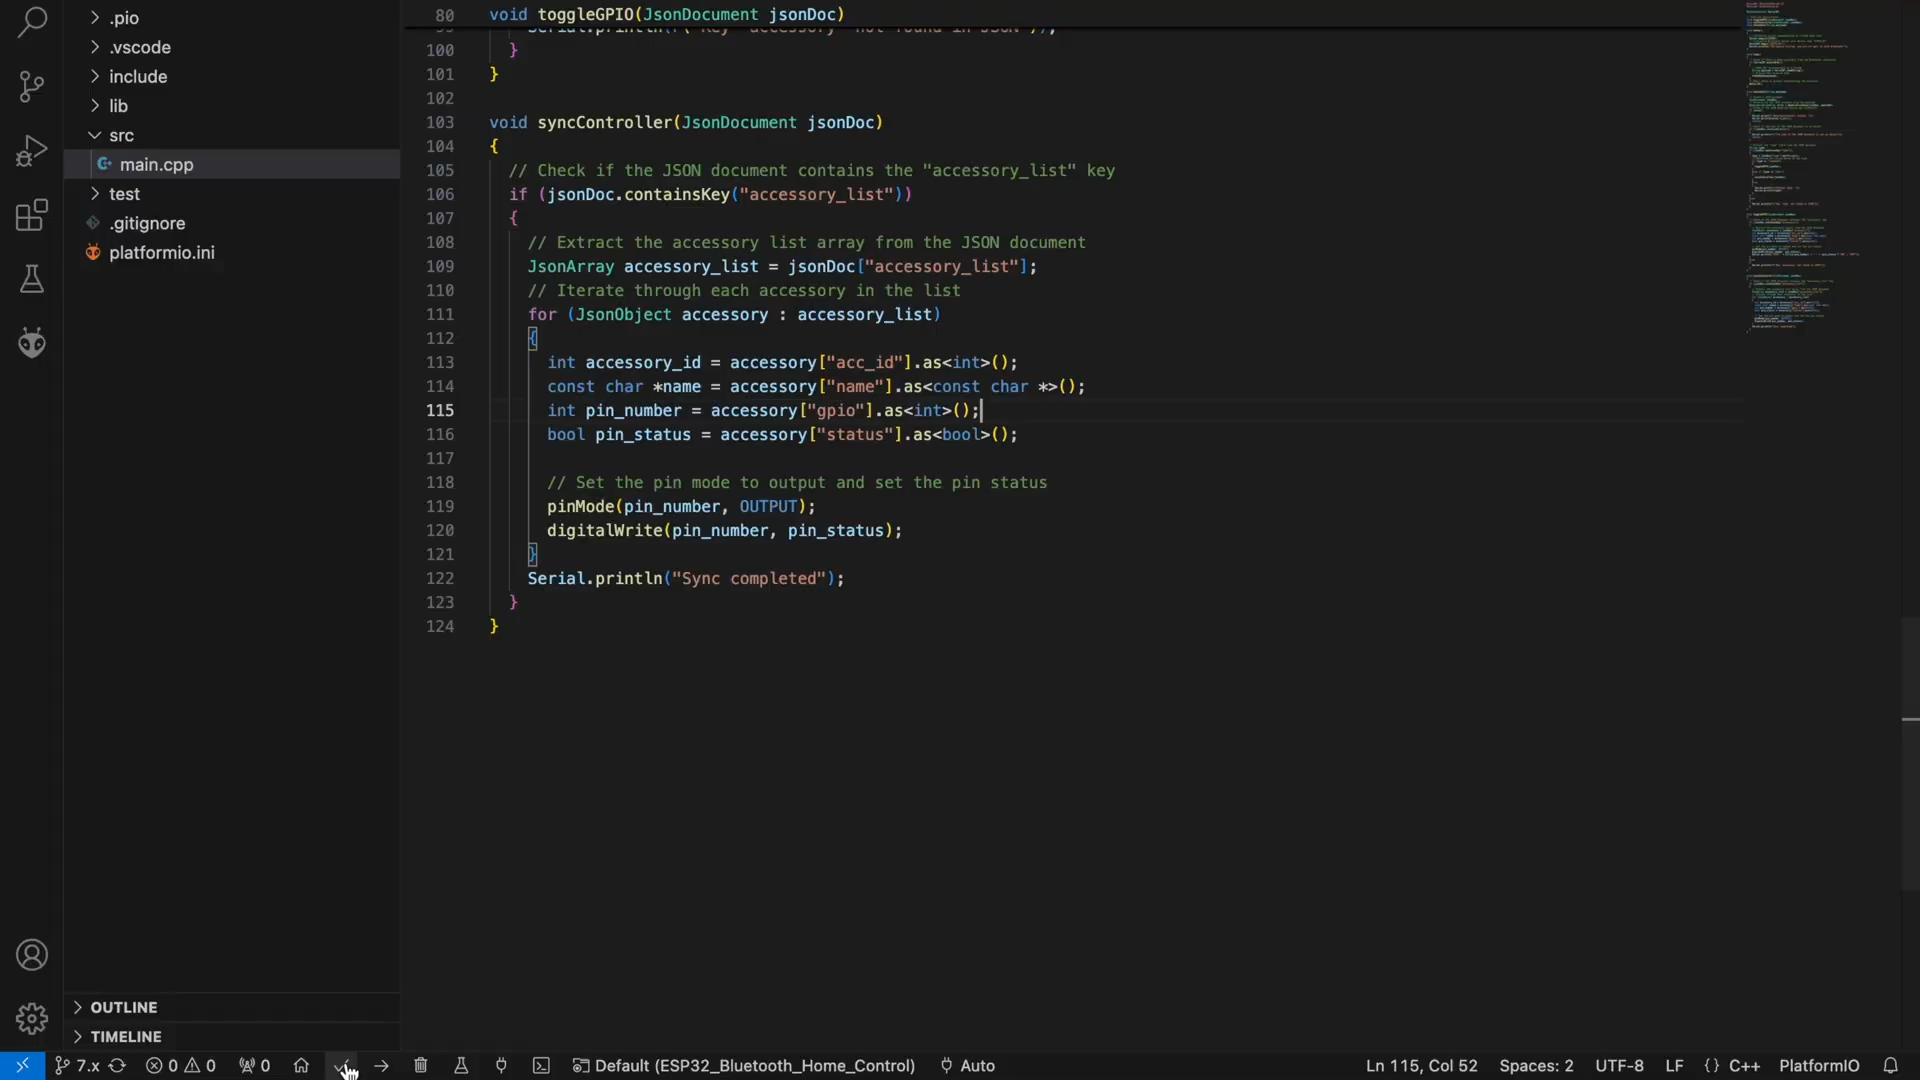 .pio
.vscode
include
lib
src
main.cpp
test
.gitignore
platformio.ini
OUTLINE
TIMELINE
80 void toggleGPIO(JsonDocument jsonDoc)
100 }
101 }
102
103 void syncController(JsonDocument jsonDoc)
104 {
105 // Check if the JSON document contains the "accessory_list" key
106 if (jsonDoc.containsKey("accessory_list"))
107 {
108 // Extract the accessory list array from the JSON document
109 JsonArray accessory_list = jsonDoc["accessory_list"];
110 // Iterate through each accessory in the list
111 for (JsonObject accessory : accessory_list)
112 {
113 int accessory_id = accessory["acc_id"].as<int>();
114 const char *name = accessory["name"].as<const char *>();
115 int pin_number = accessory["gpio"].as<int>();
116 bool pin_status = accessory["status"].as<bool>();
117
118 // Set the pin mode to output and set the pin status
119 pinMode(pin_number, OUTPUT);
120 digitalWrite(pin_number, pin_status);
121 }
122 Serial.println("Sync completed");
123 }
124 }
7.x 0 0 0 Default (ESP32_Bluetooth_Home_Control) Auto Ln 115, Col 52 Spaces: 2 UTF-8 LF {} C++ PlatformIO